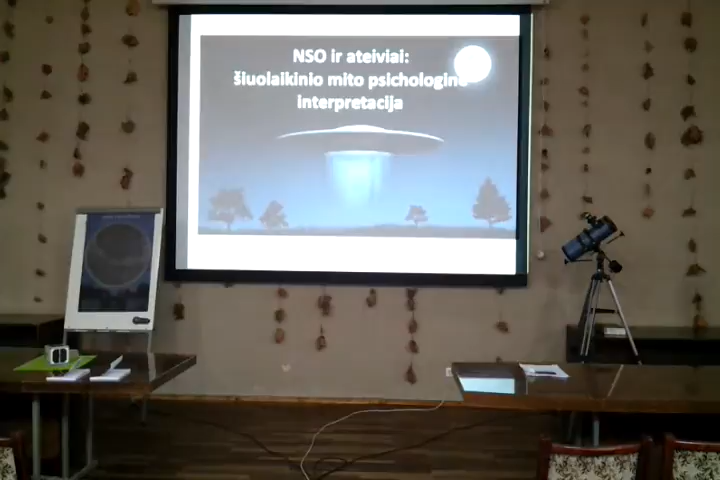 NSO ir ateiviai:
šiuolaikinio mito psichologinė
interpretacija